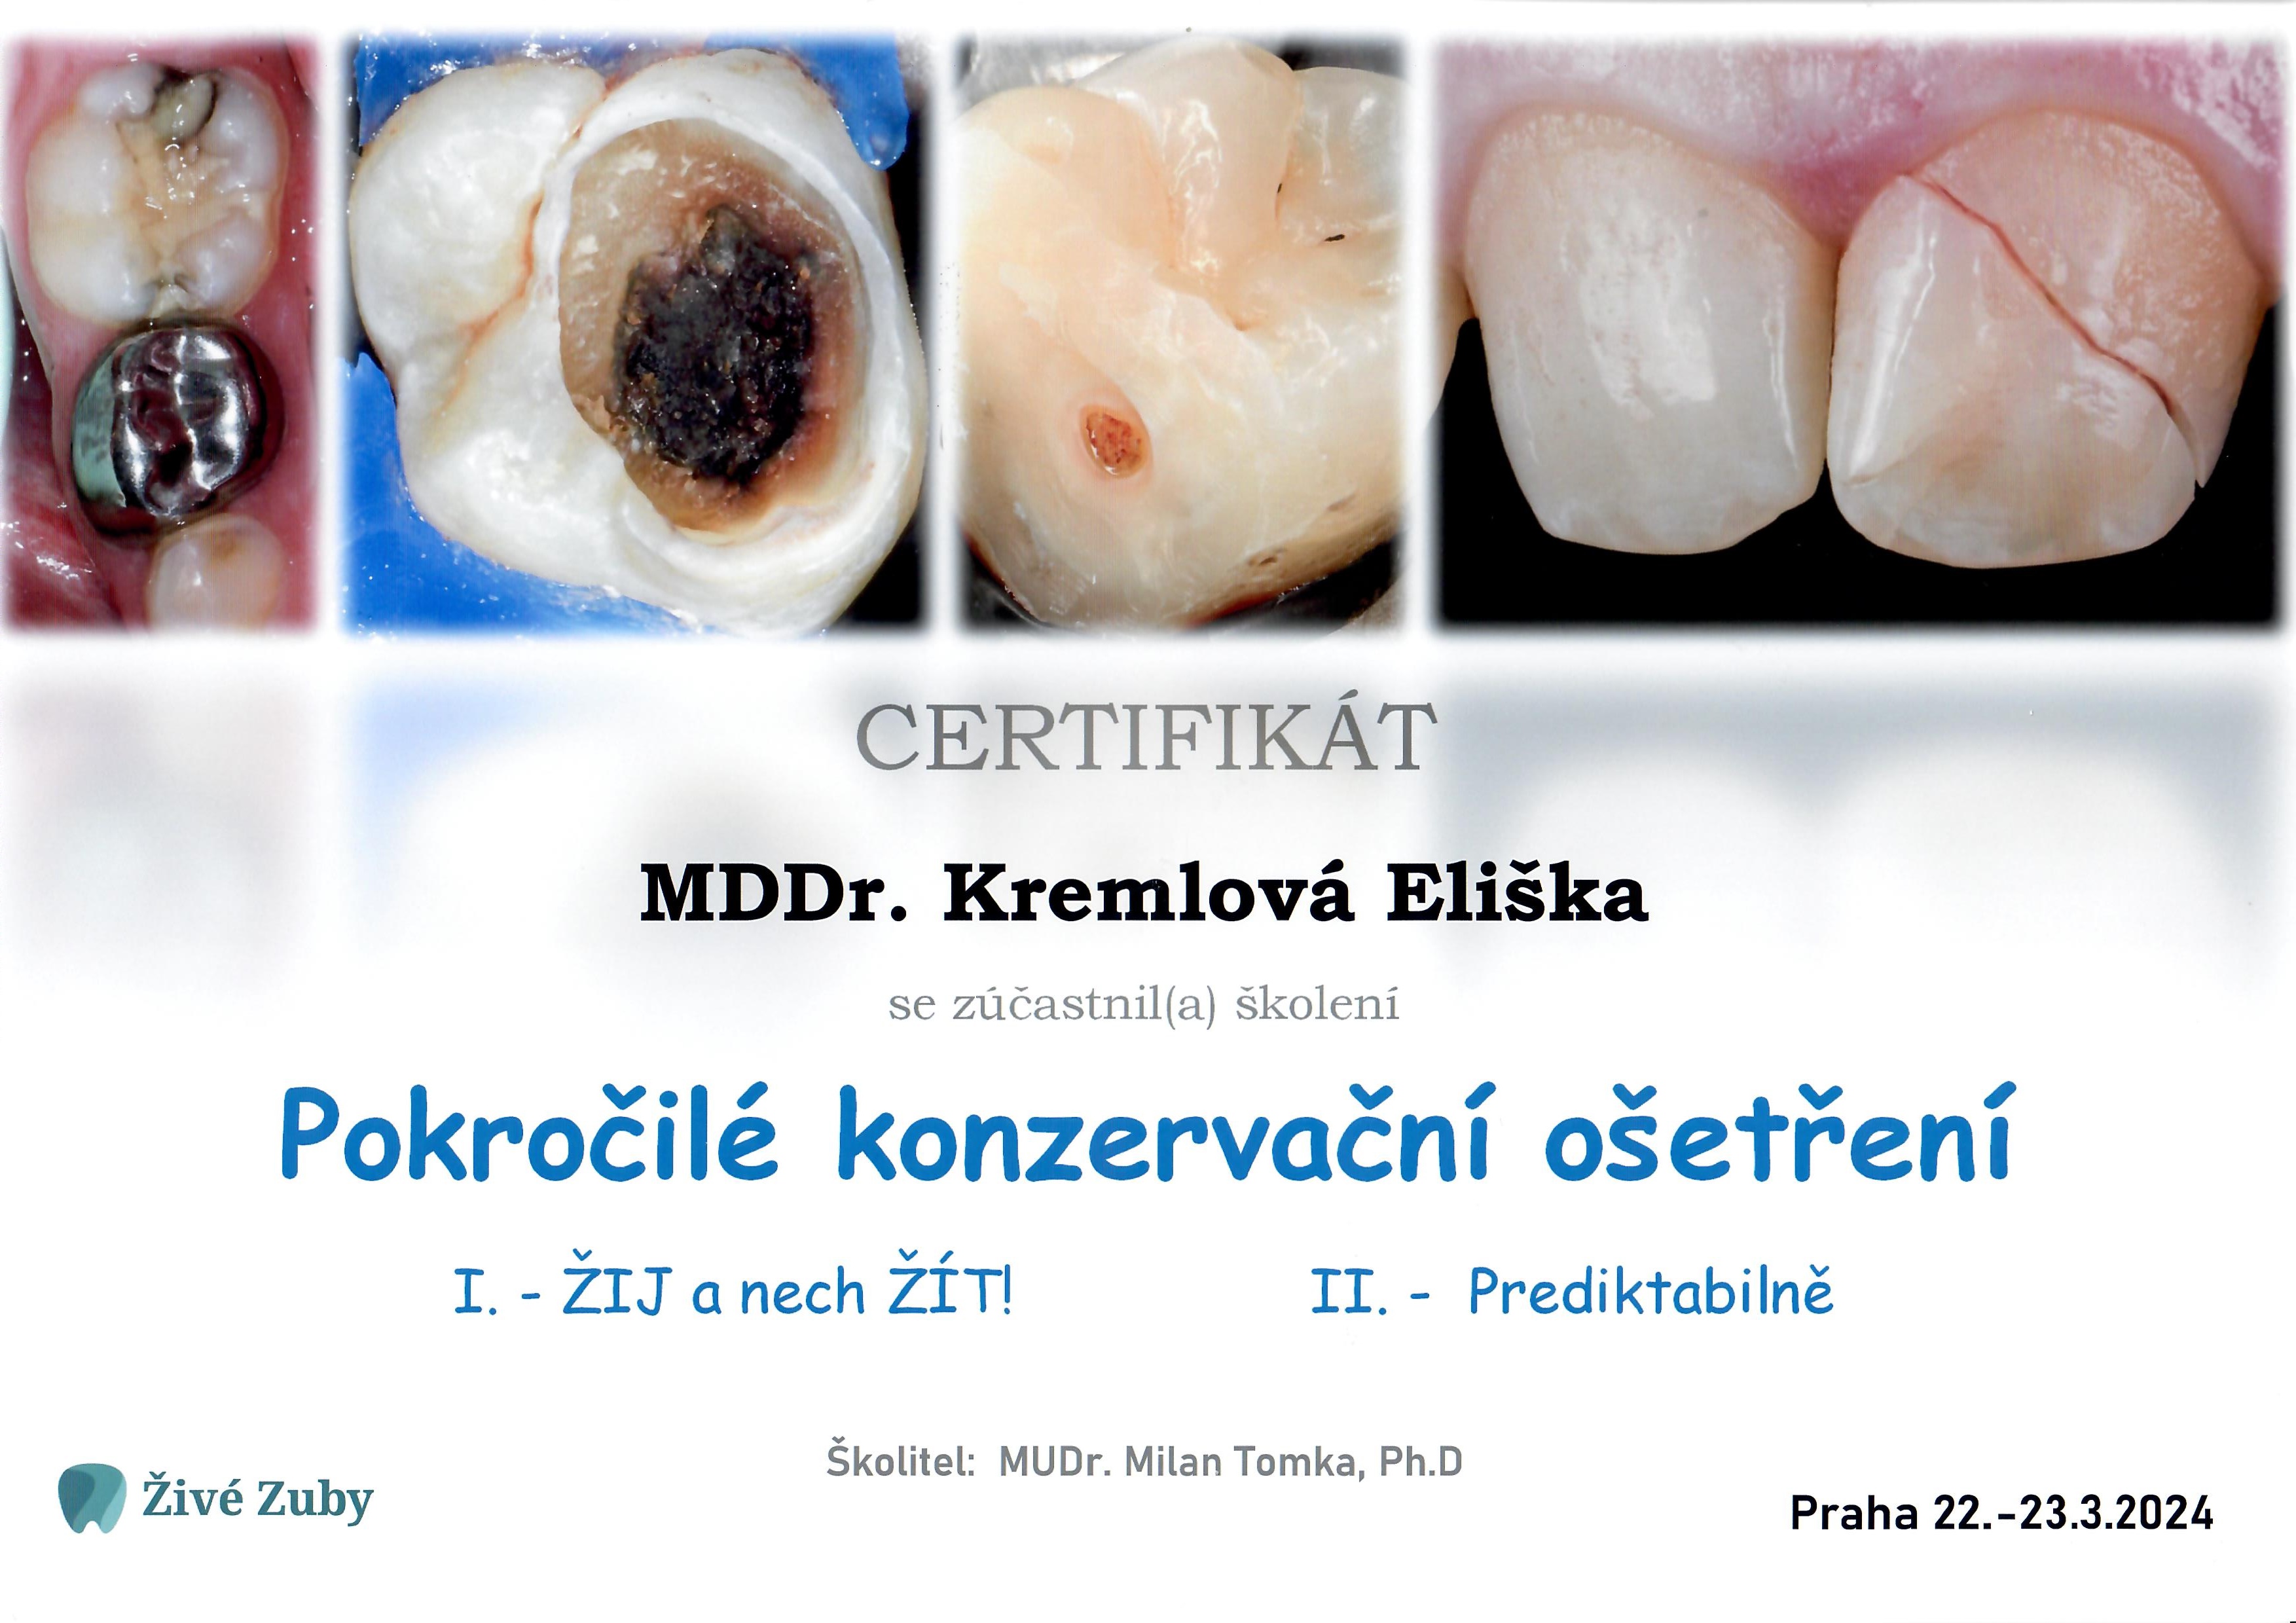 CERTIFIKÁT
MDDr. Kremlová Eliška
se zúčastnil(a) školení
Pokročilé konzervační ošetření
I. - ŽIJ a nech ŽÍT! II. - Prediktabilně
Školitel: MUDr. Milan Tomka, Ph.D
Živé Zuby
Praha 22.-23.3.2024